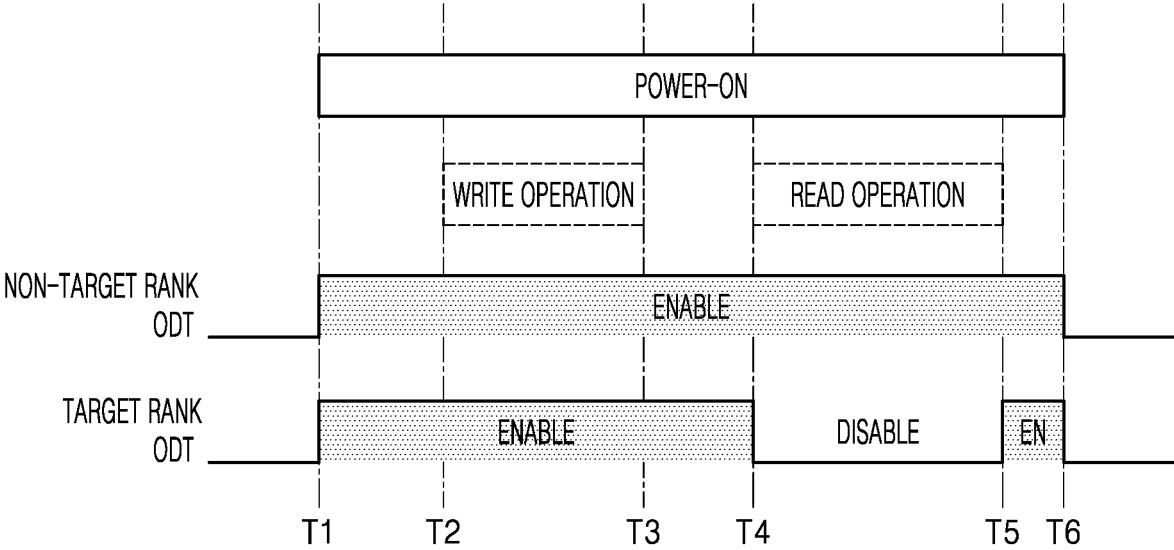 POWER-ON
WRITE OPERATION
READ OPERATION
NON-TARGET RANK
ODT
ENABLE
TARGET RANK
ODT
ENABLE
DISABLE
EN
T1
T2
T3
T4
T5
T6